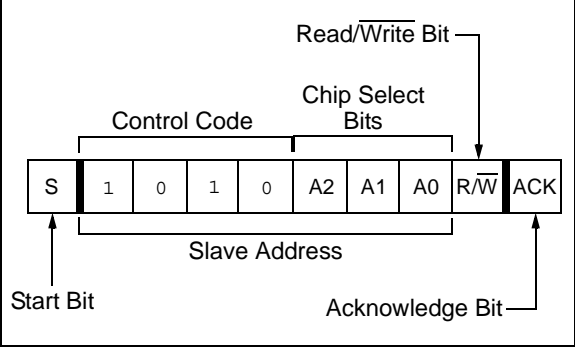 Read/Write Bit
Chip Select
Bits
Control Code
S 1 0 1 0 A2 A1 A0 R/W ACK
Slave Address
Start Bit
Acknowledge Bit